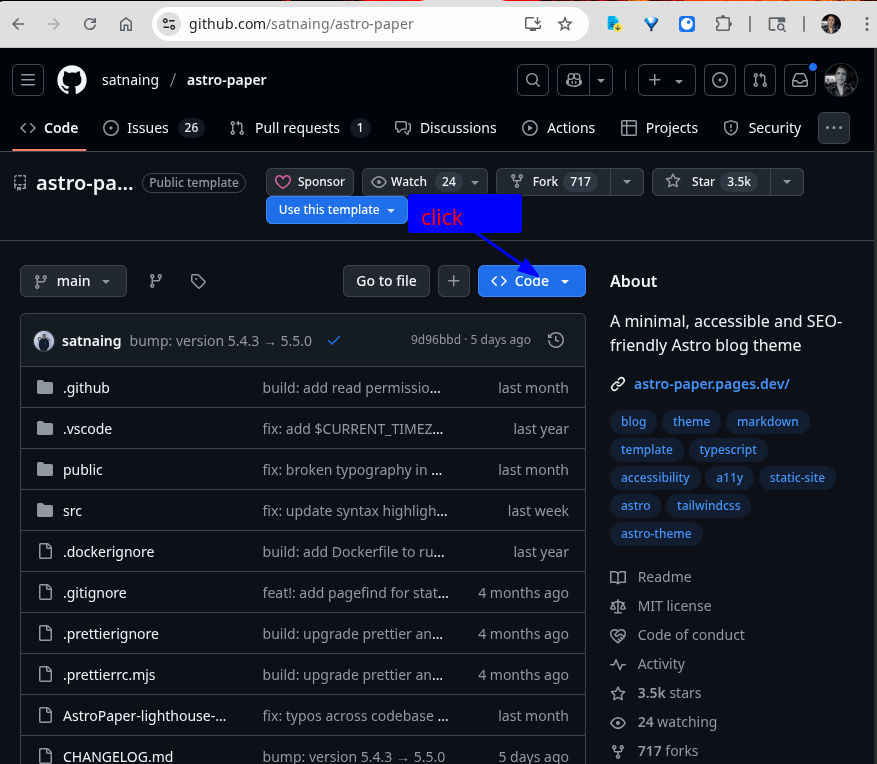 github.com/satnaing/astro-paper
satnaing / astro-paper
Code Issues 26 Pull requests 1 Discussions Actions Projects Security
astro-pa... Public template Sponsor Watch 24 Fork 717 Star 3.5k
Use this template
click
main Go to file Code
satnaing bump: version 5.4.3 → 5.5.0 9d96bbd · 5 days ago
.github build: add read permissio... last month
.vscode fix: add $CURRENT_TIMEZ... last year
public fix: broken typography in ... last month
src fix: update syntax highligh... last week
.dockerignore build: add Dockerfile to ru... last year
.gitignore feat!: add pagefind for stat... 4 months ago
.prettierignore build: upgrade prettier an... 4 months ago
.prettierrc.mjs build: upgrade prettier an... 4 months ago
AstroPaper-lighthouse-... fix: typos across codebase ... last month
CHANGELOG.md bump: version 5.4.3 → 5.5.0 5 days ago
About
A minimal, accessible and SEO-
friendly Astro blog theme
astro-paper.pages.dev/
blog theme markdown
template typescript
accessibility a11y static-site
astro tailwindcss
astro-theme
Readme
MIT license
Code of conduct
Activity
3.5k stars
24 watching
717 forks